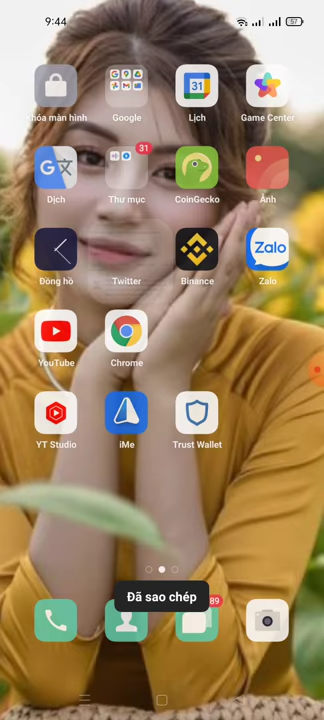 9:44
57
Khóa màn hình
Google
31
Lịch
Game Center
G
Dịch
31
Thư mục
CoinGecko
Ảnh
Đồng hồ
Twitter
Binance
Zalo
Zalo
YouTube
Chrome
YT Studio
iMe
Trust Wallet
Đã sao chép
89